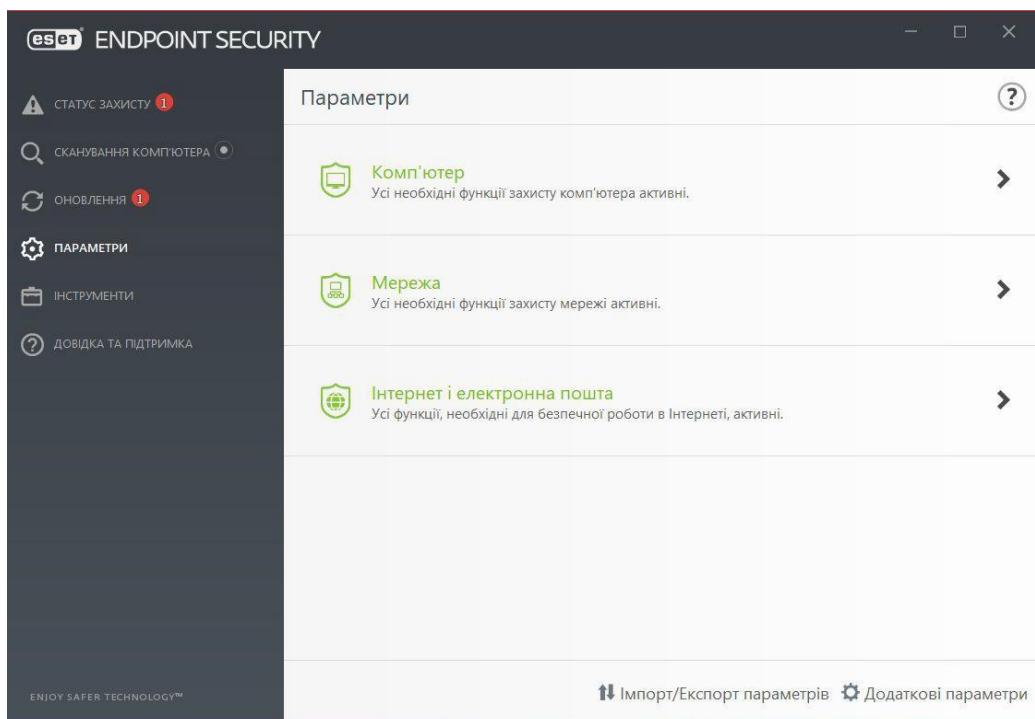 eset ENDPOINT SECURITY
СТАТУС ЗАХИСТУ 1
СКАНУВАННЯ КОМП'ЮТЕРА
ОНОВЛЕННЯ 1
ПАРАМЕТРИ
ІНСТРУМЕНТИ
ДОВІДКА ТА ПІДТРИМКА
ENJOY SAFER TECHNOLOGY™
Параметри
?
Комп'ютер
Усі необхідні функції захисту комп'ютера активні.
Мережа
Усі необхідні функції захисту мережі активні.
Інтернет і електронна пошта
Усі функції, необхідні для безпечної роботи в Інтернеті, активні.
Імпорт/Експорт параметрів Додаткові параметри